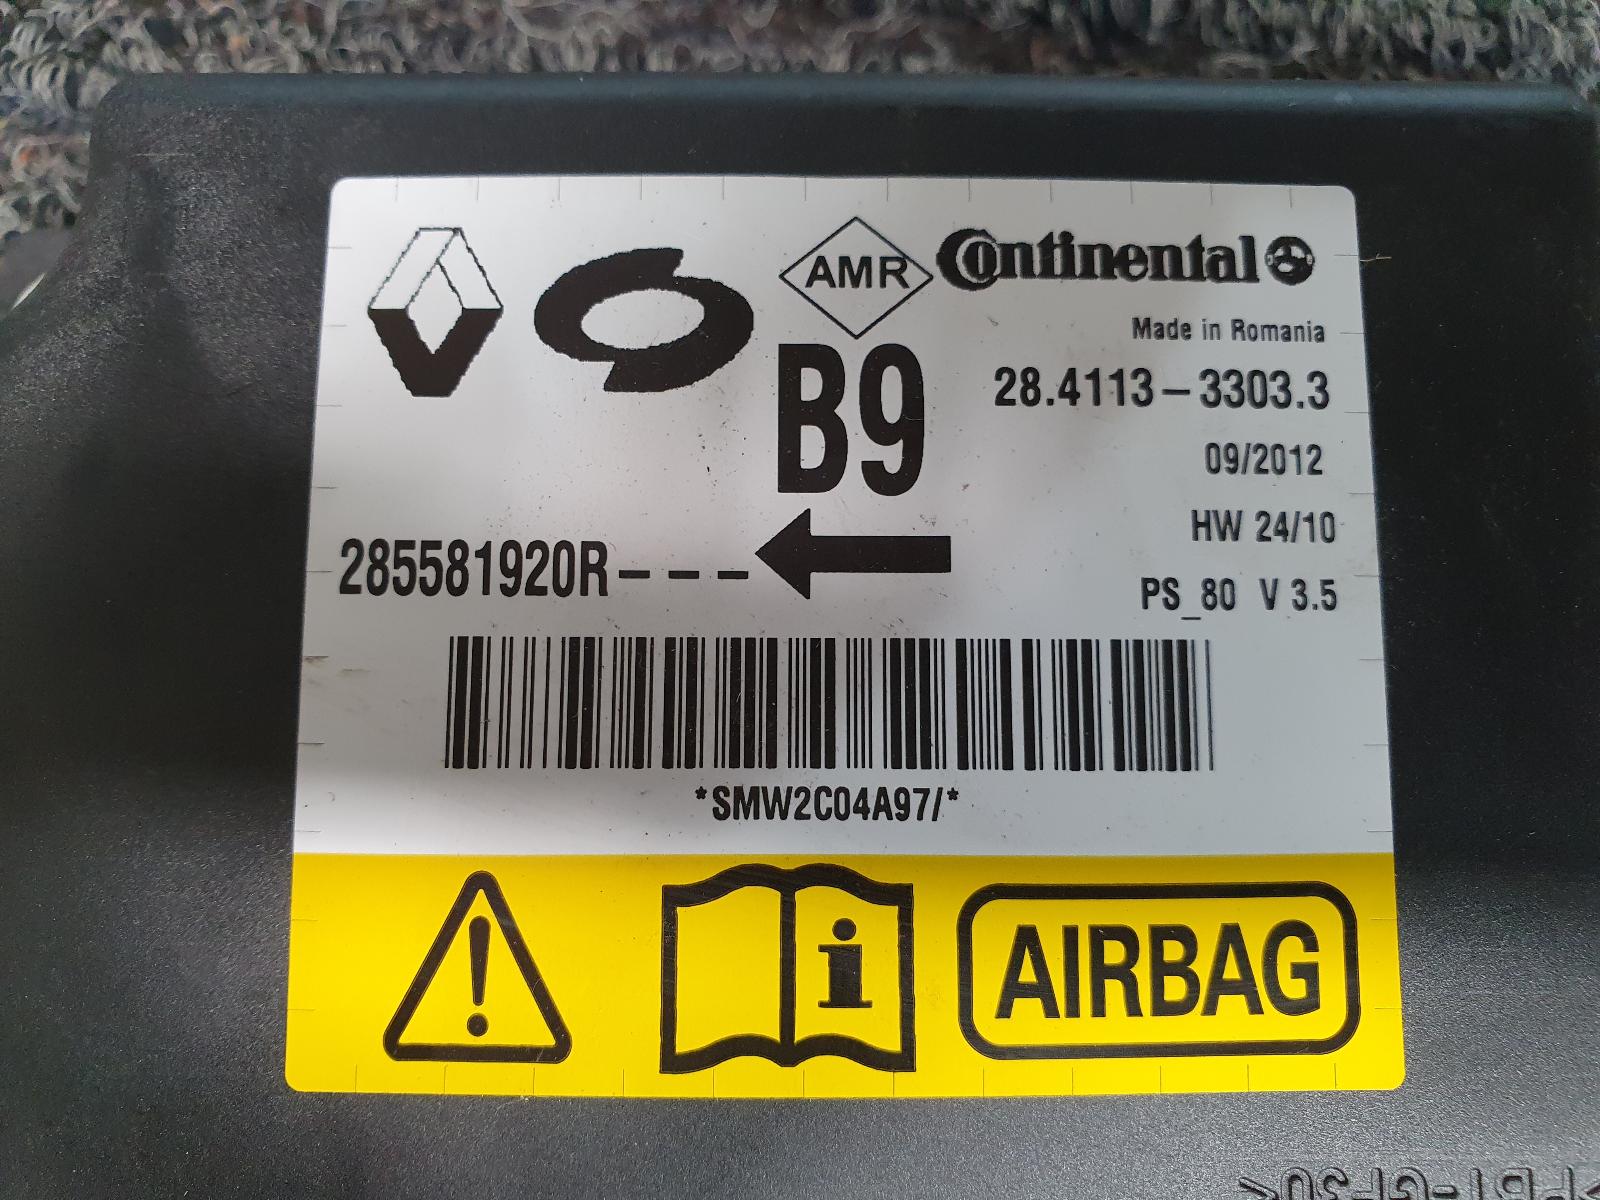 AMR
Continental
Made in Romania
B9
28.4113-3303.3
09/2012
HW 24/10
285581920R---
PS_80 V 3.5
*SMW2C04A97/*
i
AIRBAG